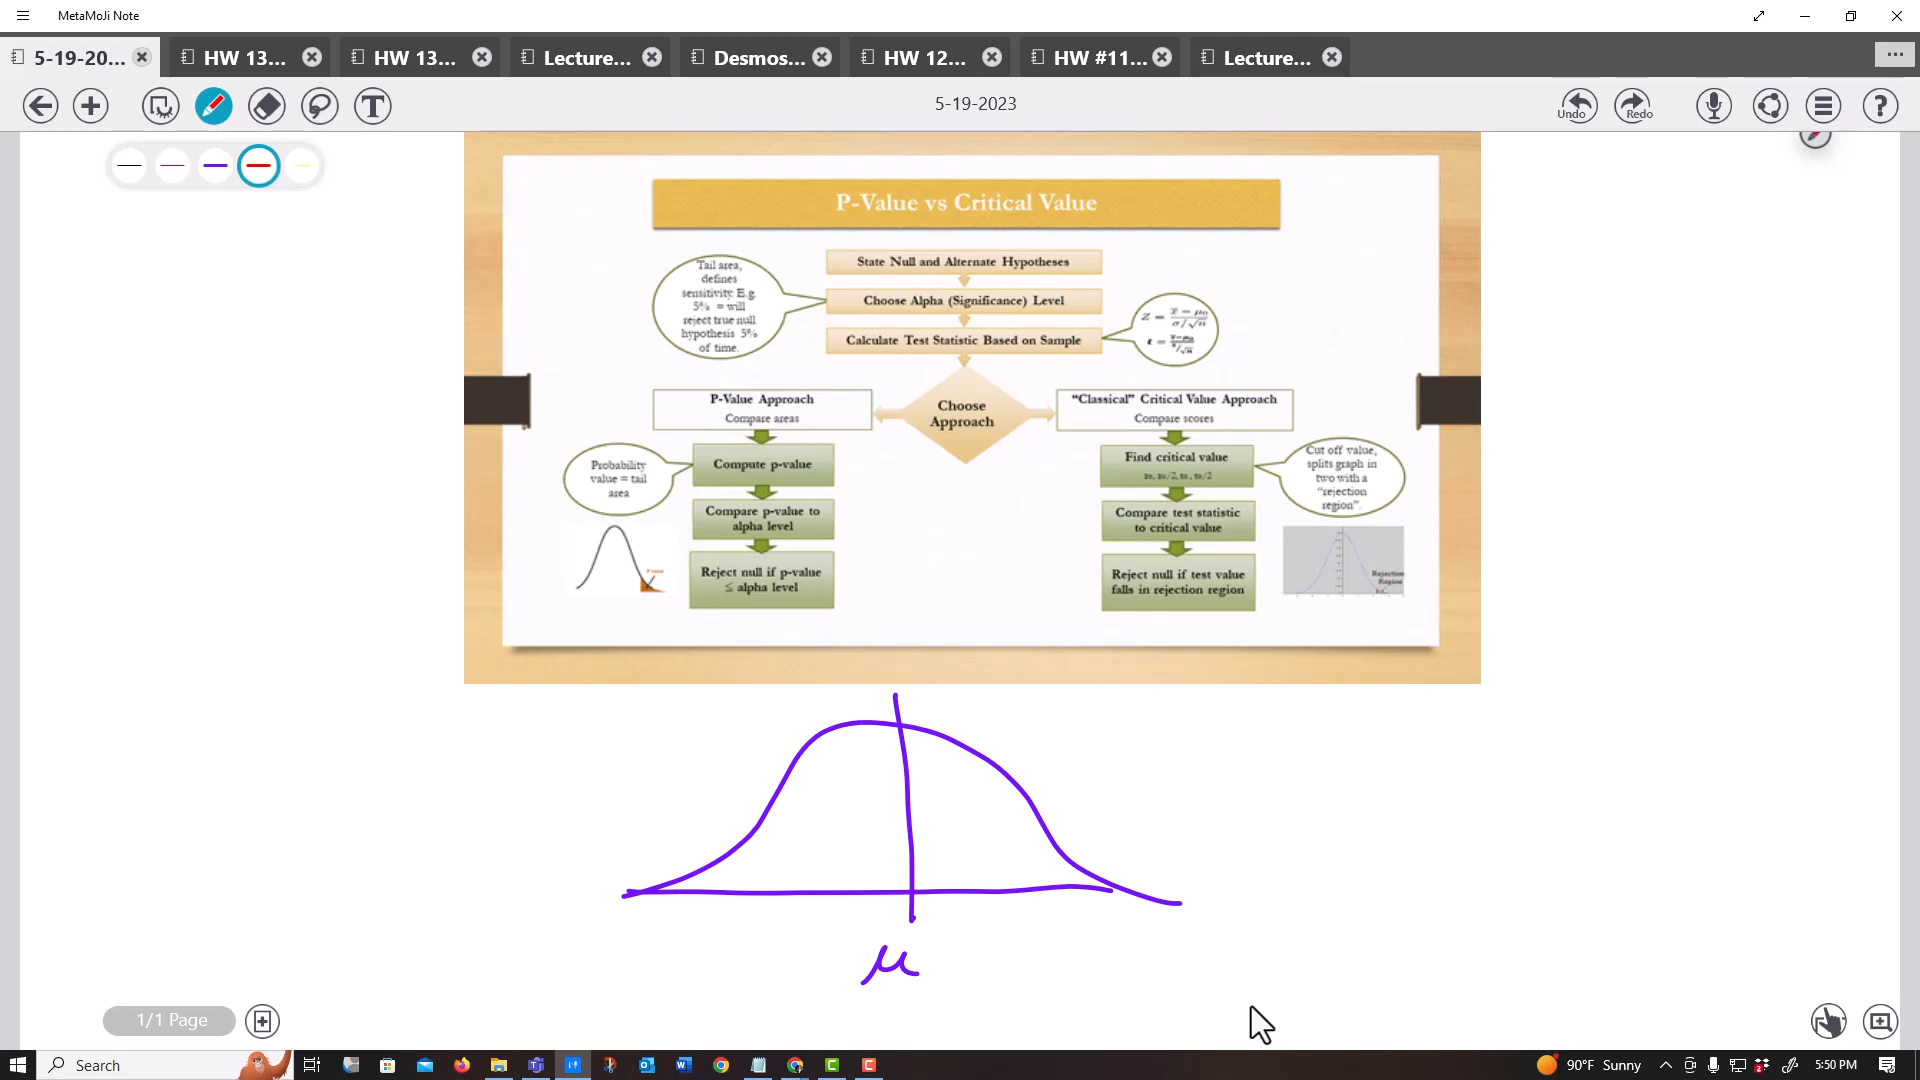 MetaMoJi Note
5-19-20...
HW 13...
HW 13...
Lecture...
Desmos...
HW 12...
HW #11...
Lecture...
5-19-2023
Undo
Redo
P-Value vs Critical Value
State Null and Alternate Hypotheses
Tail area,
defines
sensitivity. E.g.
5% = will
reject true null
hypothesis 5%
of time.
Choose Alpha (Significance) Level
Calculate Test Statistic Based on Sample
Z = x̄ − μ₀ / σ/√n
Choose
Approach
P-Value Approach
Compare areas
"Classical" Critical Value Approach
Compare scores
Probability
value = tail
area
Compute p-value
Compare p-value to
alpha level
Reject null if p-value
≤ alpha level
Find critical value
Compare test statistic
to critical value
Reject null if test value
falls in rejection region
Cut off value,
splits graph in
two with a
"rejection
region".
Rejection
Region
μ
1/1 Page
Search
90°F Sunny
5:50 PM